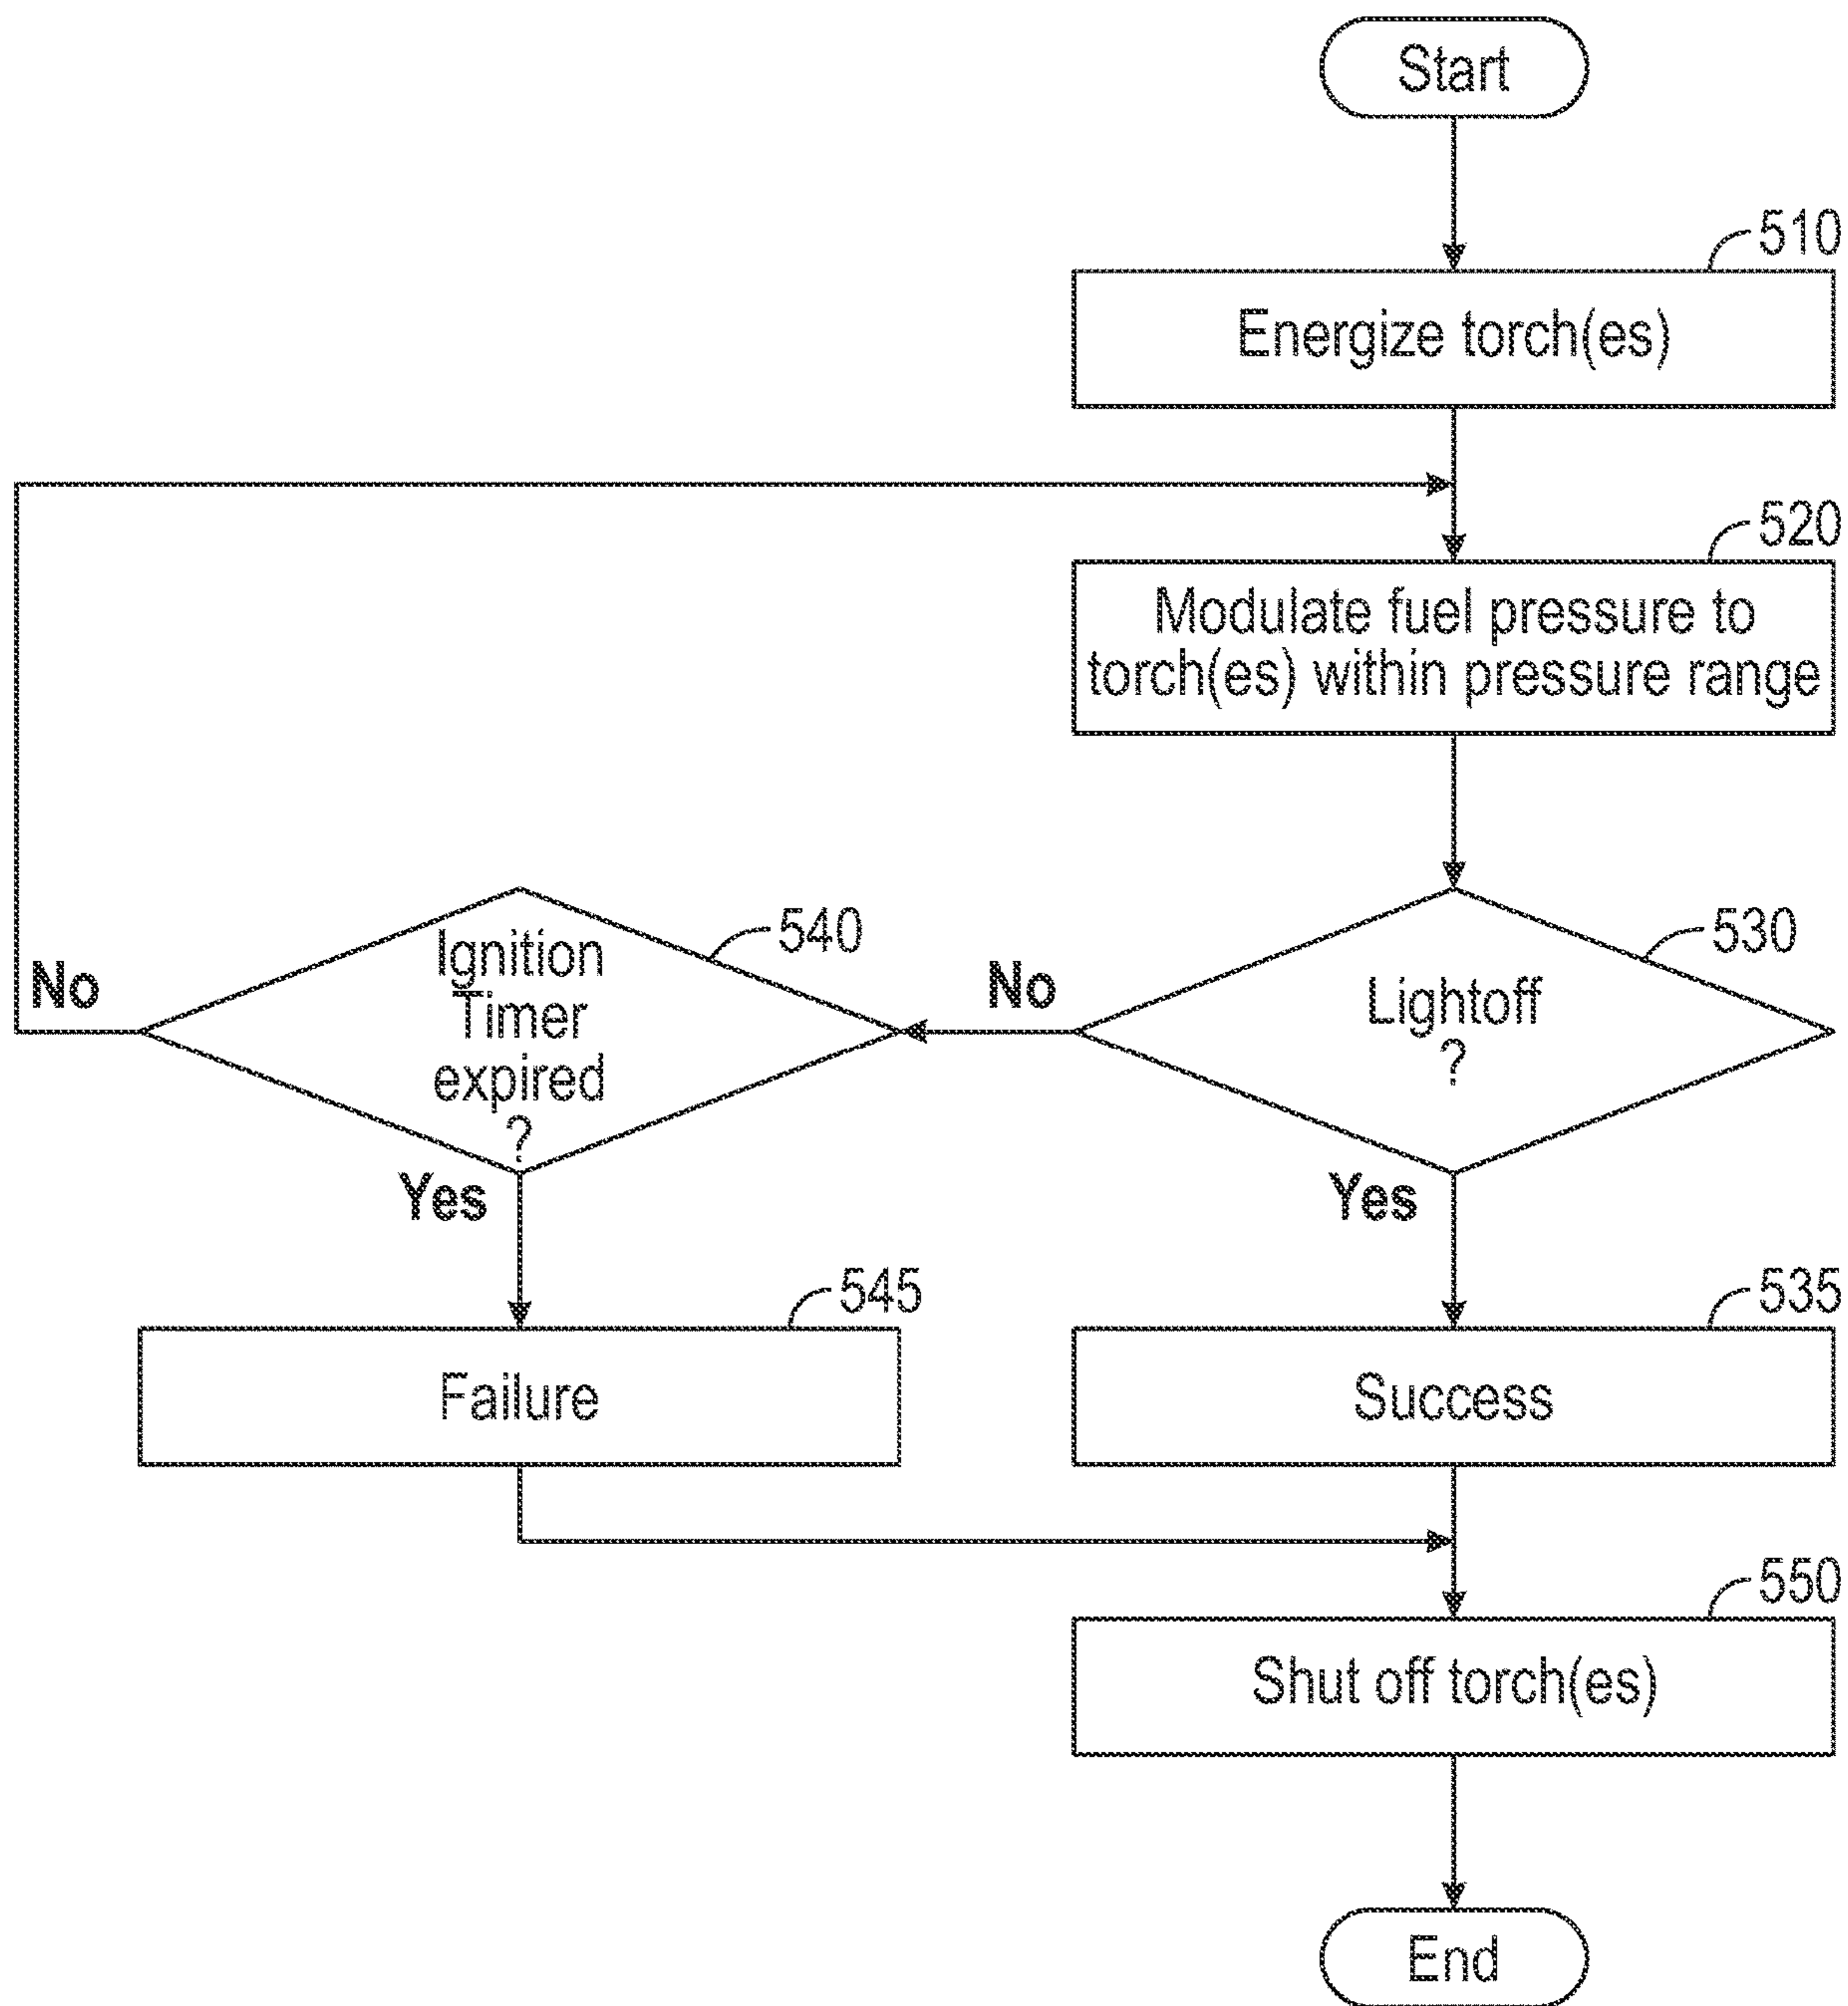 Start
510
Energize torch(es)
520
Modulate fuel pressure to
torch(es) within pressure range
540
530
Ignition
Timer
expired
?
No
No
Lightoff
?
Yes
Yes
545
535
Failure
Success
550
Shut off torch(es)
End